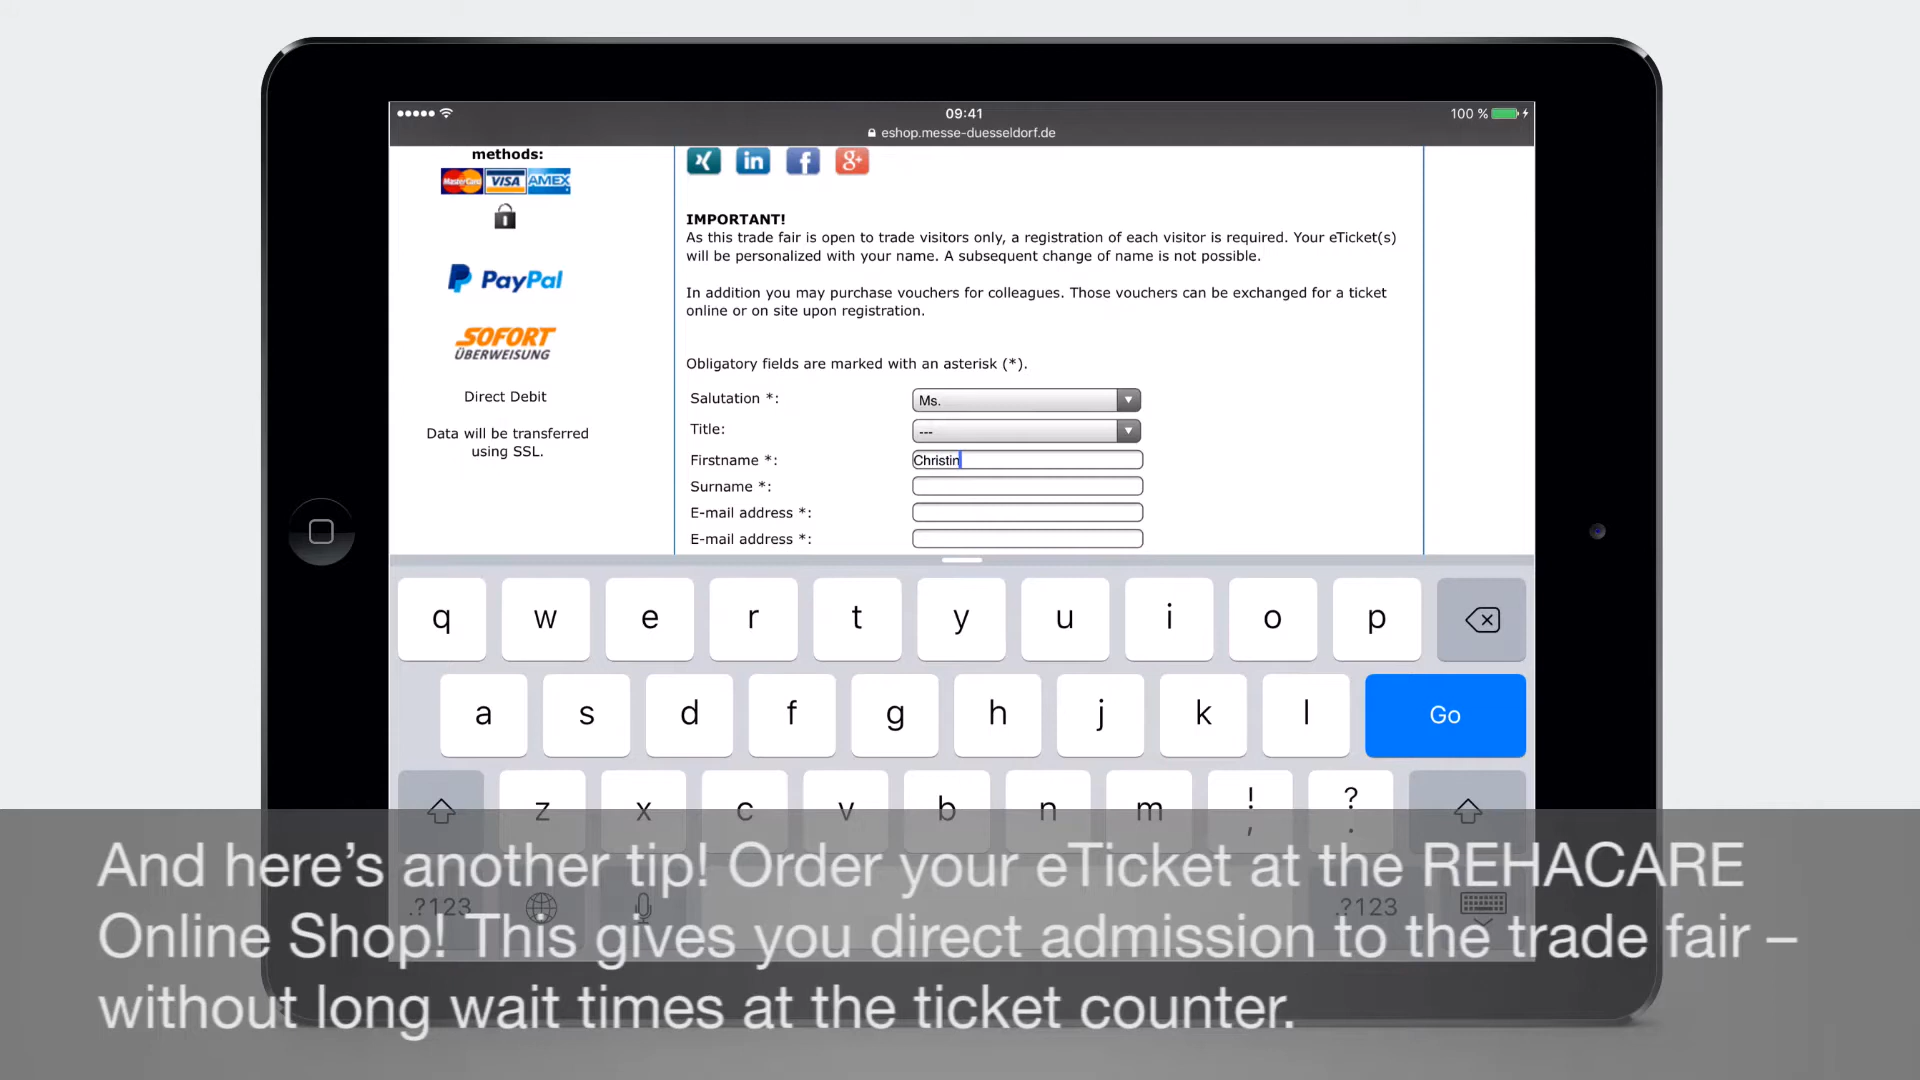 09:41
100 %
eshop.messe-duesseldorf.de
methods:
MasterCard VISA AMEX
in f g+
PayPal
SOFORT
ÜBERWEISUNG
Direct Debit
Data will be transferred
using SSL.
IMPORTANT!
As this trade fair is open to trade visitors only, a registration of each visitor is required. Your eTicket(s)
will be personalized with your name. A subsequent change of name is not possible.
In addition you may purchase vouchers for colleagues. Those vouchers can be exchanged for a ticket
online or on site upon registration.
Obligatory fields are marked with an asterisk (*).
Salutation *: Ms.
Title: ---
Firstname *: Christin
Surname *:
E-mail address *:
E-mail address *:
q w e r t y u i o p
a s d f g h j k l Go
z x c v b n m ! , ? .
.?123 .?123
And here’s another tip! Order your eTicket at the REHACARE
Online Shop! This gives you direct admission to the trade fair –
without long wait times at the ticket counter.